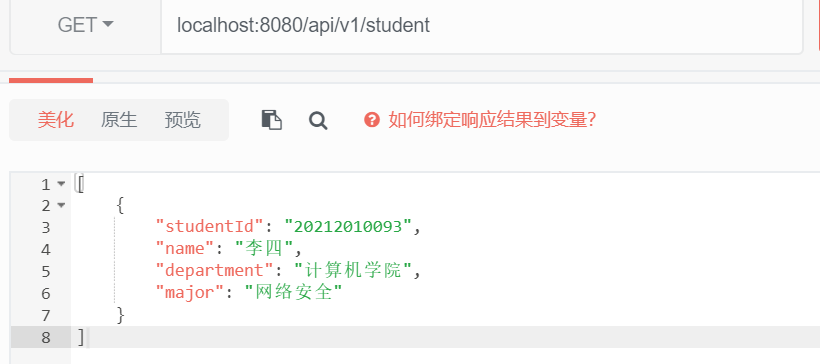 GET localhost:8080/api/v1/student
美化 原生 预览 如何绑定响应结果到变量?
1 [
2 {
3 "studentId": "20212010093",
4 "name": "李四",
5 "department": "计算机学院",
6 "major": "网络安全"
7 }
8 ]